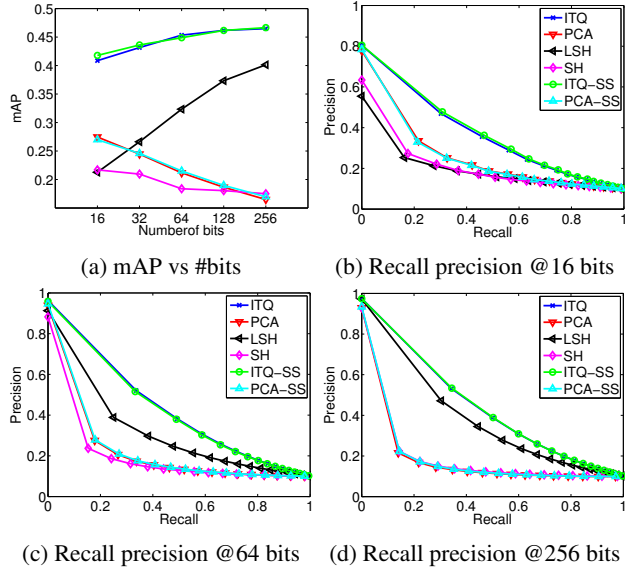 0.5
0.45
0.4
0.35
0.3
0.25
0.2
mAP
16 32 64 128 256
Numberof bits
(a) mAP vs #bits
1
0.8
0.6
0.4
0.2
0
Precision
0 0.2 0.4 0.6 0.8 1
Recall
ITQ
PCA
LSH
SH
ITQ-SS
PCA-SS
(b) Recall precision @16 bits
1
0.8
0.6
0.4
0.2
0
Precision
0 0.2 0.4 0.6 0.8 1
Recall
ITQ
PCA
LSH
SH
ITQ-SS
PCA-SS
(c) Recall precision @64 bits
1
0.8
0.6
0.4
0.2
0
Precision
0 0.2 0.4 0.6 0.8 1
Recall
ITQ
PCA
LSH
SH
ITQ-SS
PCA-SS
(d) Recall precision @256 bits